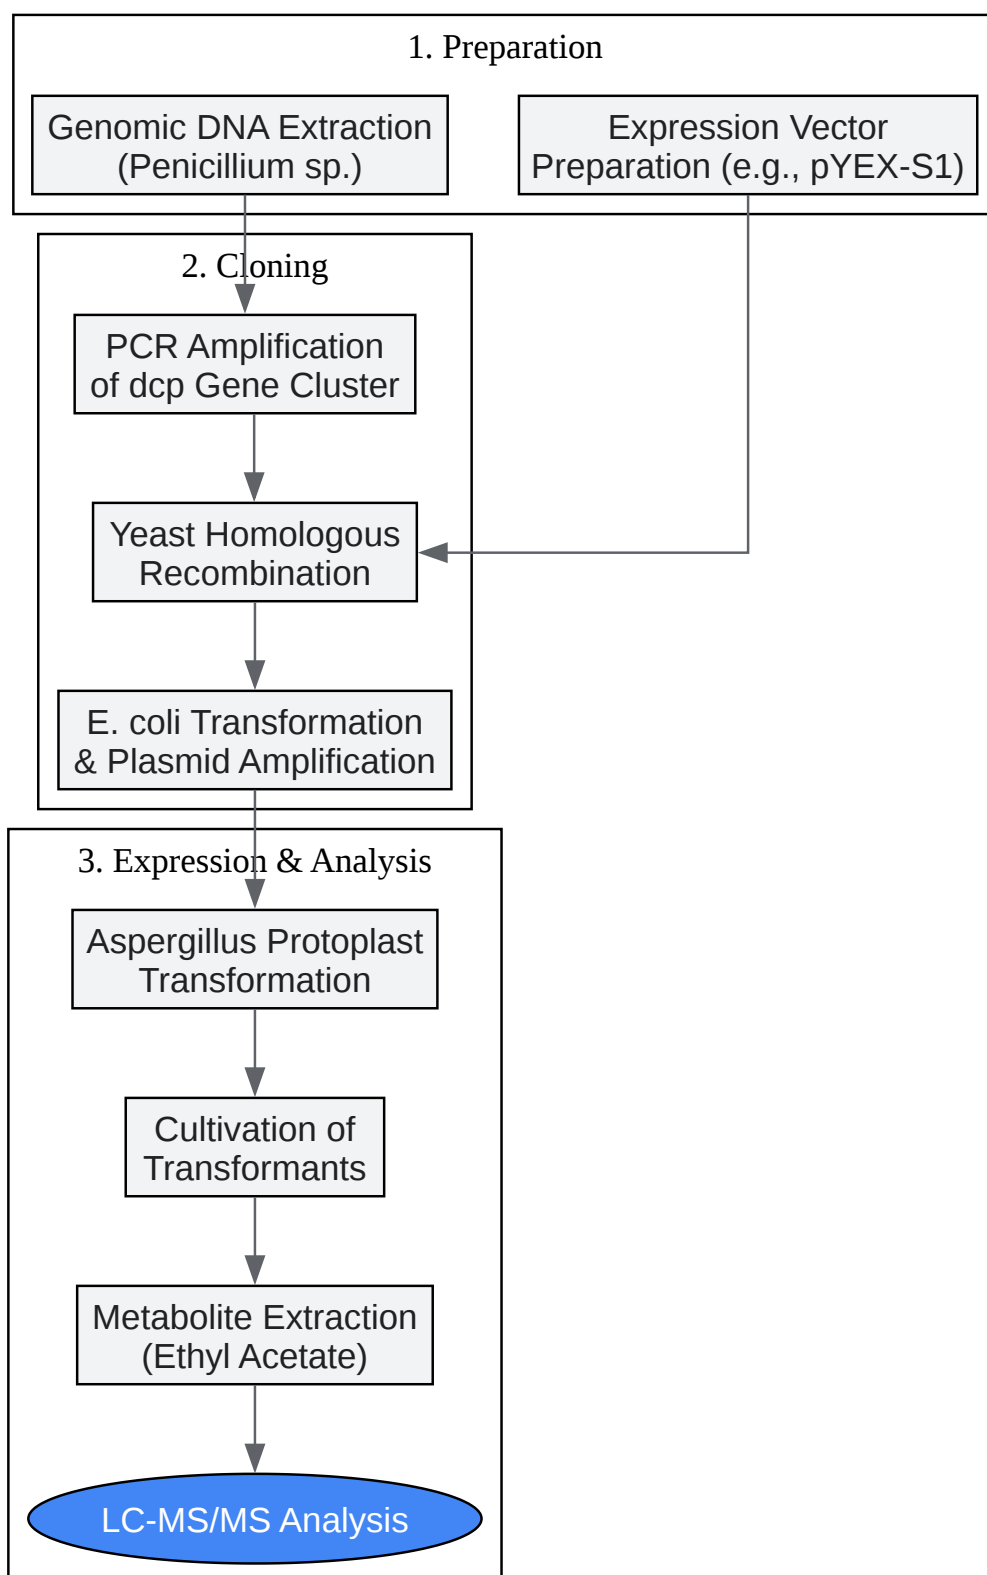 1. Preparation
Genomic DNA Extraction
(Penicillium sp.)
Expression Vector
Preparation (e.g., pYEX-S1)
2. Cloning
PCR Amplification
of dcp Gene Cluster
Yeast Homologous
Recombination
E. coli Transformation
& Plasmid Amplification
3. Expression & Analysis
Aspergillus Protoplast
Transformation
Cultivation of
Transformants
Metabolite Extraction
(Ethyl Acetate)
LC-MS/MS Analysis